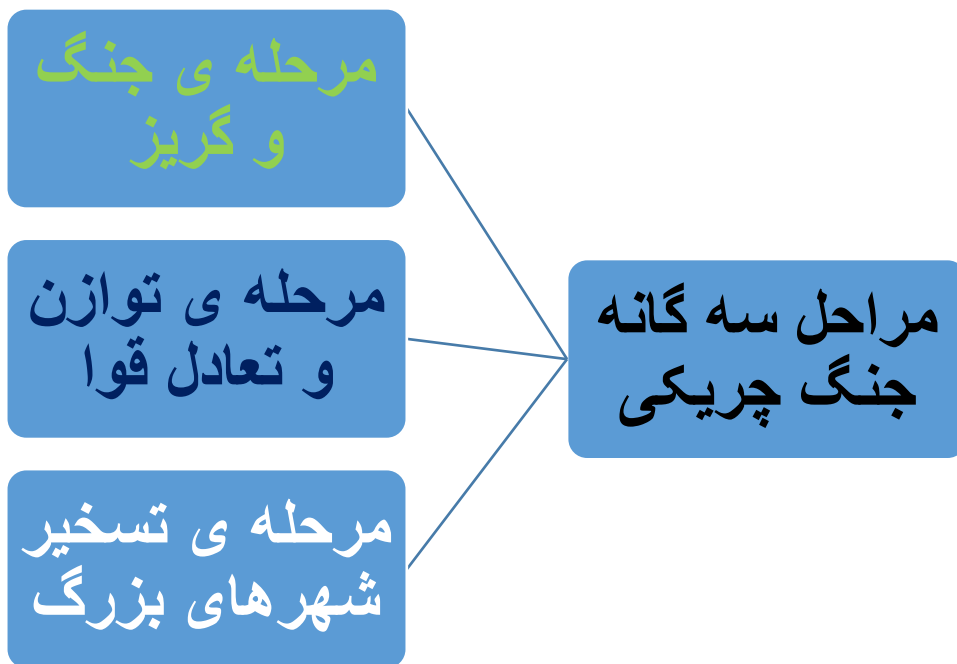 مراحل سه گانه
جنگ چریکی
مرحله ی جنگ
و گریز
مرحله ی توازن
و تعادل قوا
مرحله ی تسخیر
شهرهای بزرگ